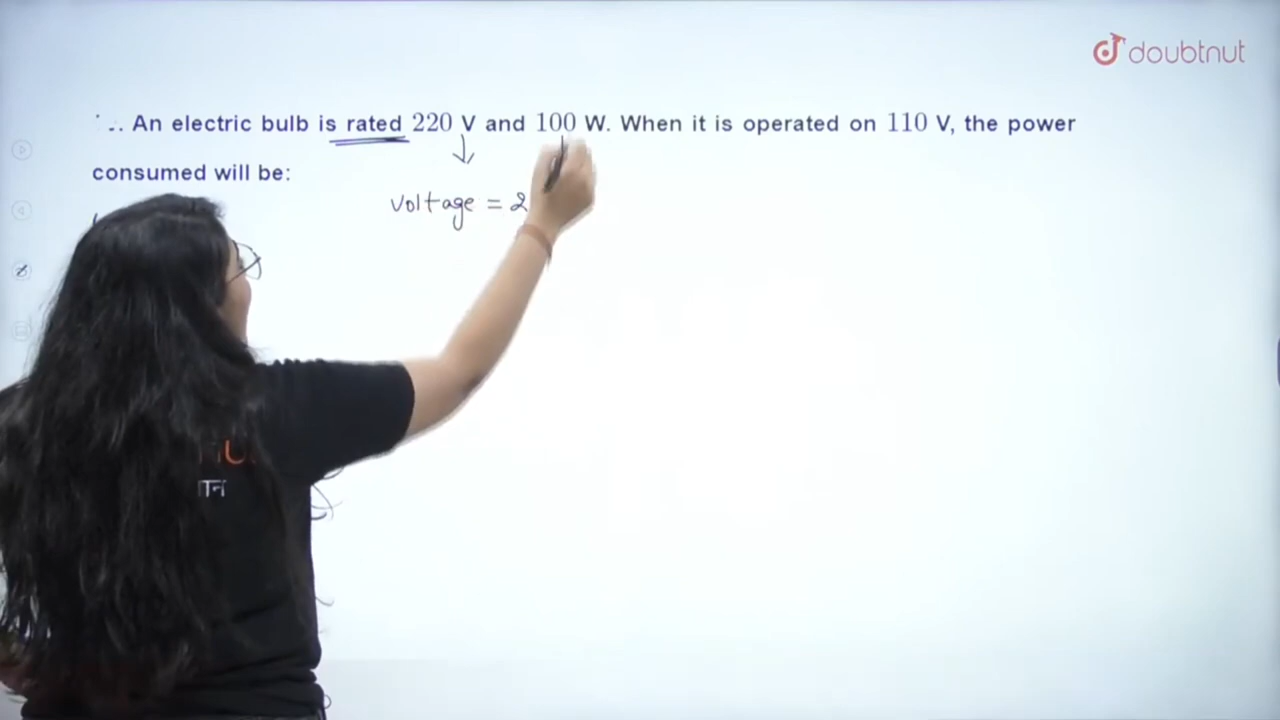 doubtnut
An electric bulb is rated 220 V and 100 W. When it is operated on 110 V, the power
consumed will be:
voltage = 2